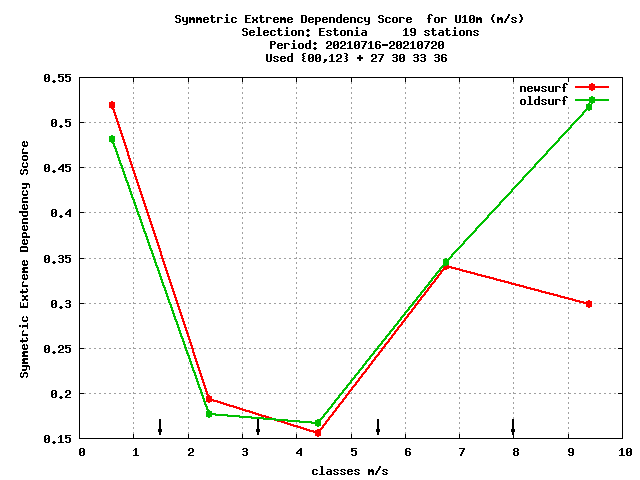 Symmetric Extreme Dependency Score  for U10m (m/s)
Selection: Estonia     19 stations
Period: 20210716-20210720
Used {00,12} + 27 30 33 36
newsurf
oldsurf
Symmetric Extreme Dependency Score
0.55
0.5
0.45
0.4
0.35
0.3
0.25
0.2
0.15
0 1 2 3 4 5 6 7 8 9 10
classes m/s